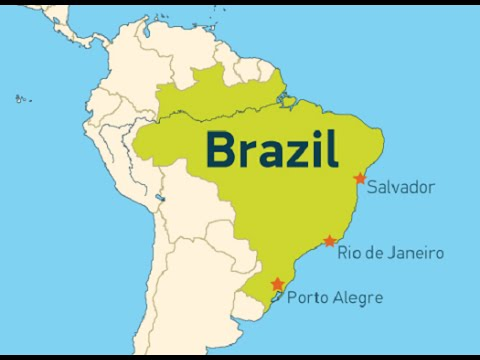 Brazil
Salvador
Rio de Janeiro
Porto Alegre